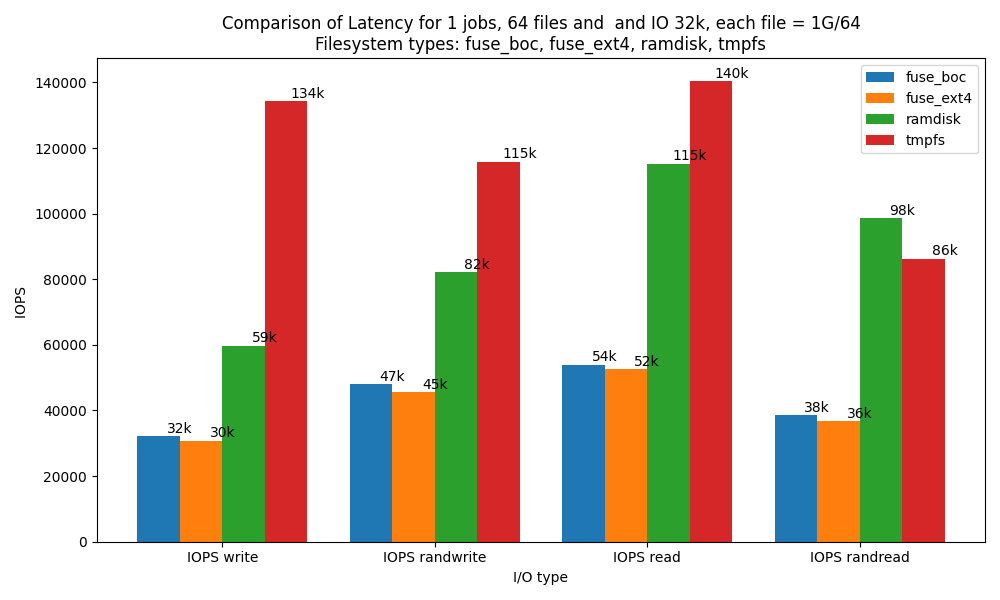 Comparison of Latency for 1 jobs, 64 files and  and IO 32k, each file = 1G/64
Filesystem types: fuse_boc, fuse_ext4, ramdisk, tmpfs
fuse_boc
fuse_ext4
ramdisk
tmpfs
IOPS
140000
120000
100000
80000
60000
40000
20000
0
32k
30k
59k
134k
47k
45k
82k
115k
54k
52k
115k
140k
38k
36k
98k
86k
IOPS write
IOPS randwrite
IOPS read
IOPS randread
I/O type